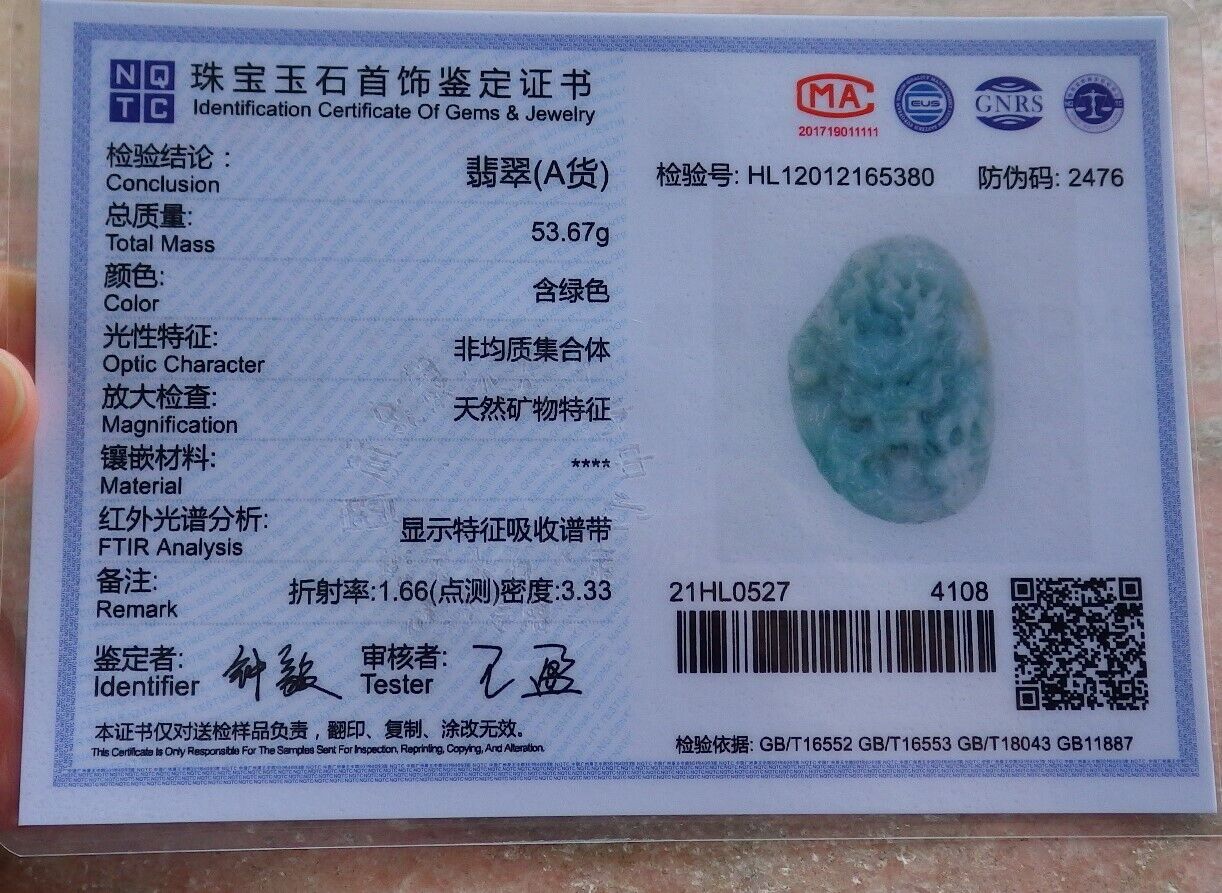 NQTC
珠宝玉石首饰鉴定证书
Identification Certificate Of Gems & Jewelry
MA
201719011111
EUS
GNRS
检验结论：
Conclusion
翡翠(A货)
总质量:
Total Mass
53.67g
颜色:
Color
含绿色
光性特征:
Optic Character
非均质集合体
放大检查:
Magnification
天然矿物特征
镶嵌材料:
Material
****
红外光谱分析:
FTIR Analysis
显示特征吸收谱带
备注:
Remark
折射率:1.66(点测)密度:3.33
鉴定者:
Identifier
审核者:
Tester
本证书仅对送检样品负责，翻印、复制、涂改无效。
This Certificate Is Only Responsible For The Samples Sent For Inspection, Reprinting, Copying, And Alteration.
检验号: HL12012165380 防伪码: 2476
21HL0527 4108
检验依据: GB/T16552 GB/T16553 GB/T18043 GB11887